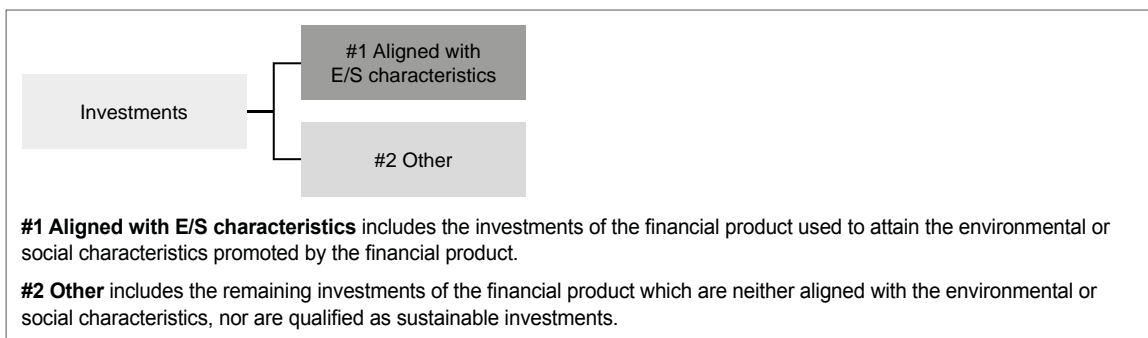 #1 Aligned with
E/S characteristics
Investments
#2 Other
#1 Aligned with E/S characteristics includes the investments of the financial product used to attain the environmental or
social characteristics promoted by the financial product.
#2 Other includes the remaining investments of the financial product which are neither aligned with the environmental or
social characteristics, nor are qualified as sustainable investments.